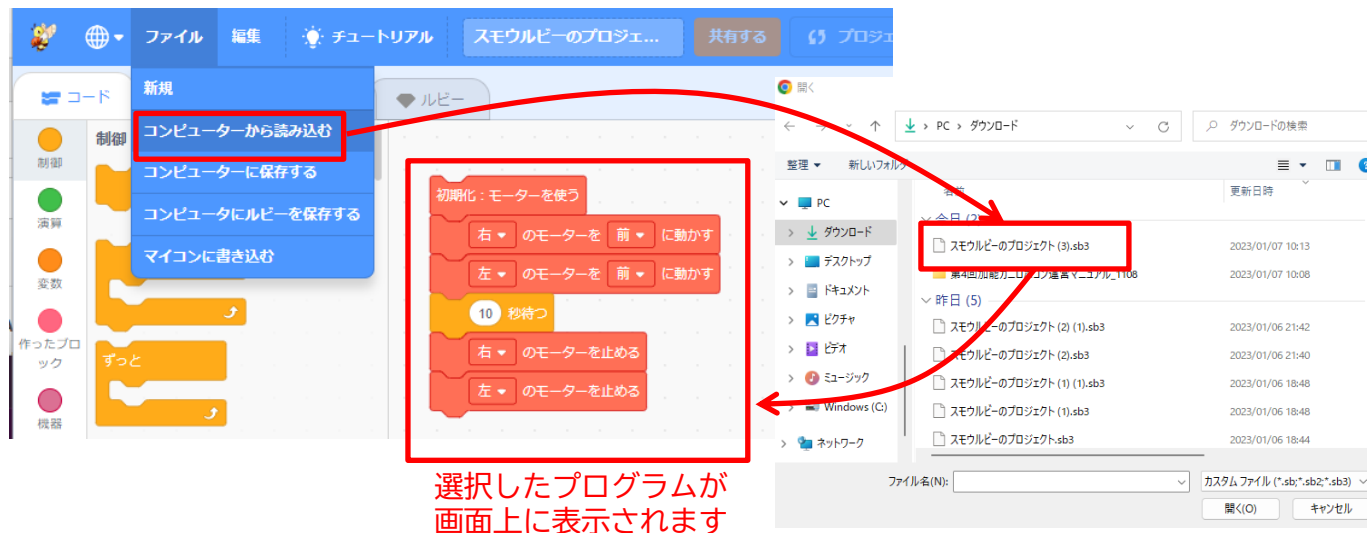 ファイル
編集
チュートリアル
スモウルビーのプロジェ...
共有する
プロジェ
コード
ルビー
新規
コンピューターから読み込む
コンピューターに保存する
コンピュータにルビーを保存する
マイコンに書き込む
制御
演算
変数
作ったブロ
ック
機器
制御
ずっと
初期化：モーターを使う
右 のモーターを 前 に動かす
左 のモーターを 前 に動かす
10 秒待つ
右 のモーターを止める
左 のモーターを止める
選択したプログラムが
画面上に表示されます
開く
PC › ダウンロード
ダウンロードの検索
整理 新しいフォルダ
名前 更新日時
PC
ダウンロード
デスクトップ
ドキュメント
ピクチャ
ビデオ
ミュージック
Windows (C:)
ネットワーク
今日 (2)
スモウルビーのプロジェクト (3).sb3 2023/01/07 10:13
2023/01/07 10:08
昨日 (5)
スモウルビーのプロジェクト (2) (1).sb3 2023/01/06 21:42
スモウルビーのプロジェクト (2).sb3 2023/01/06 21:40
スモウルビーのプロジェクト (1) (1).sb3 2023/01/06 18:48
スモウルビーのプロジェクト (1).sb3 2023/01/06 18:48
スモウルビーのプロジェクト.sb3 2023/01/06 18:44
ファイル名(N):
カスタム ファイル (*.sb;*.sb2;*.sb3)
開く(O) キャンセル